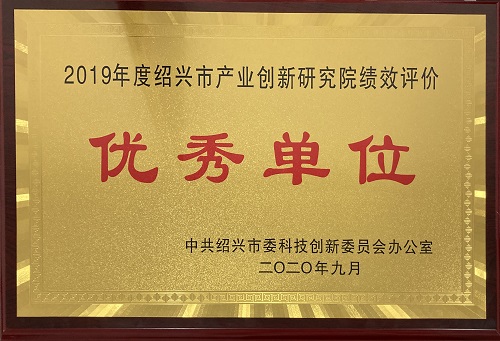 2019年度绍兴市产业创新研究院绩效评价
优秀单位
中共绍兴市委科技创新委员会办公室
二〇二〇年九月